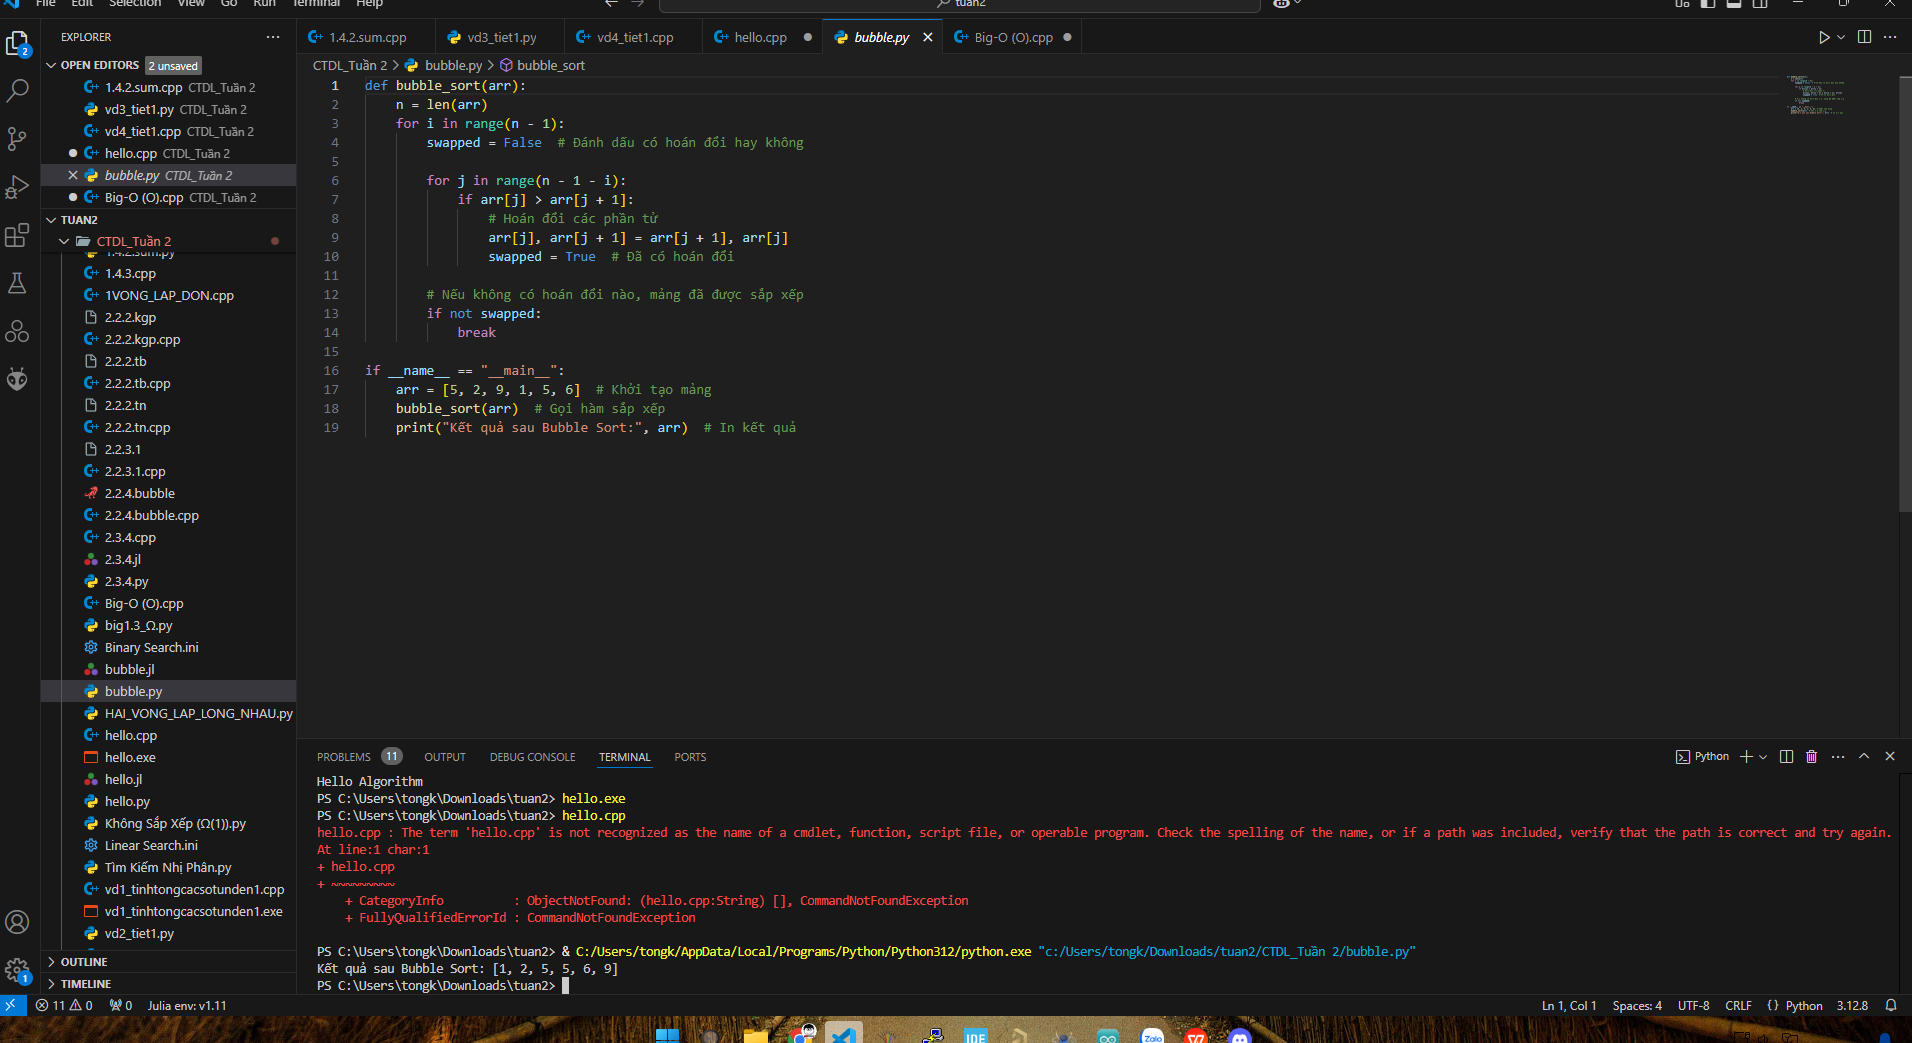 File Edit Selection View Go Run Terminal Help
tuan2
EXPLORER
OPEN EDITORS 2 unsaved
1.4.2.sum.cpp CTDL_Tuần 2
vd3_tiet1.py CTDL_Tuần 2
vd4_tiet1.cpp CTDL_Tuần 2
hello.cpp CTDL_Tuần 2
bubble.py CTDL_Tuần 2
Big-O (O).cpp CTDL_Tuần 2
TUAN2
CTDL_Tuần 2
1.4.2.sum.py
1.4.3.cpp
1VONG_LAP_DON.cpp
2.2.2.kgp
2.2.2.kgp.cpp
2.2.2.tb
2.2.2.tb.cpp
2.2.2.tn
2.2.2.tn.cpp
2.2.3.1
2.2.3.1.cpp
2.2.4.bubble
2.2.4.bubble.cpp
2.3.4.cpp
2.3.4.jl
2.3.4.py
Big-O (O).cpp
big1.3_Ω.py
Binary Search.ini
bubble.jl
bubble.py
HAI_VONG_LAP_LONG_NHAU.py
hello.cpp
hello.exe
hello.jl
hello.py
Không Sắp Xếp (Ω(1)).py
Linear Search.ini
Tìm Kiếm Nhị Phân.py
vd1_tinhtongcacsotunden1.cpp
vd1_tinhtongcacsotunden1.exe
vd2_tiet1.py
OUTLINE
TIMELINE
1.4.2.sum.cpp vd3_tiet1.py vd4_tiet1.cpp hello.cpp bubble.py Big-O (O).cpp
CTDL_Tuần 2 > bubble.py > bubble_sort
1 def bubble_sort(arr):
2 n = len(arr)
3 for i in range(n - 1):
4 swapped = False # Đánh dấu có hoán đổi hay không
5
6 for j in range(n - 1 - i):
7 if arr[j] > arr[j + 1]:
8 # Hoán đổi các phần tử
9 arr[j], arr[j + 1] = arr[j + 1], arr[j]
10 swapped = True # Đã có hoán đổi
11
12 # Nếu không có hoán đổi nào, mảng đã được sắp xếp
13 if not swapped:
14 break
15
16 if __name__ == "__main__":
17 arr = [5, 2, 9, 1, 5, 6] # Khởi tạo mảng
18 bubble_sort(arr) # Gọi hàm sắp xếp
19 print("Kết quả sau Bubble Sort:", arr) # In kết quả
PROBLEMS 11 OUTPUT DEBUG CONSOLE TERMINAL PORTS
Python
Hello Algorithm
PS C:\Users\tongk\Downloads\tuan2> hello.exe
PS C:\Users\tongk\Downloads\tuan2> hello.cpp
hello.cpp : The term 'hello.cpp' is not recognized as the name of a cmdlet, function, script file, or operable program. Check the spelling of the name, or if a path was included, verify that the path is correct and try again.
At line:1 char:1
+ hello.cpp
+ ~~~~~~~~~
+ CategoryInfo : ObjectNotFound: (hello.cpp:String) [], CommandNotFoundException
+ FullyQualifiedErrorId : CommandNotFoundException
PS C:\Users\tongk\Downloads\tuan2> & C:/Users/tongk/AppData/Local/Programs/Python/Python312/python.exe "c:/Users/tongk/Downloads/tuan2/CTDL_Tuần 2/bubble.py"
Kết quả sau Bubble Sort: [1, 2, 5, 5, 6, 9]
PS C:\Users\tongk\Downloads\tuan2>
2
1
11 0 0 Julia env: v1.11
Ln 1, Col 1 Spaces: 4 UTF-8 CRLF {} Python 3.12.8
IDE
Zalo